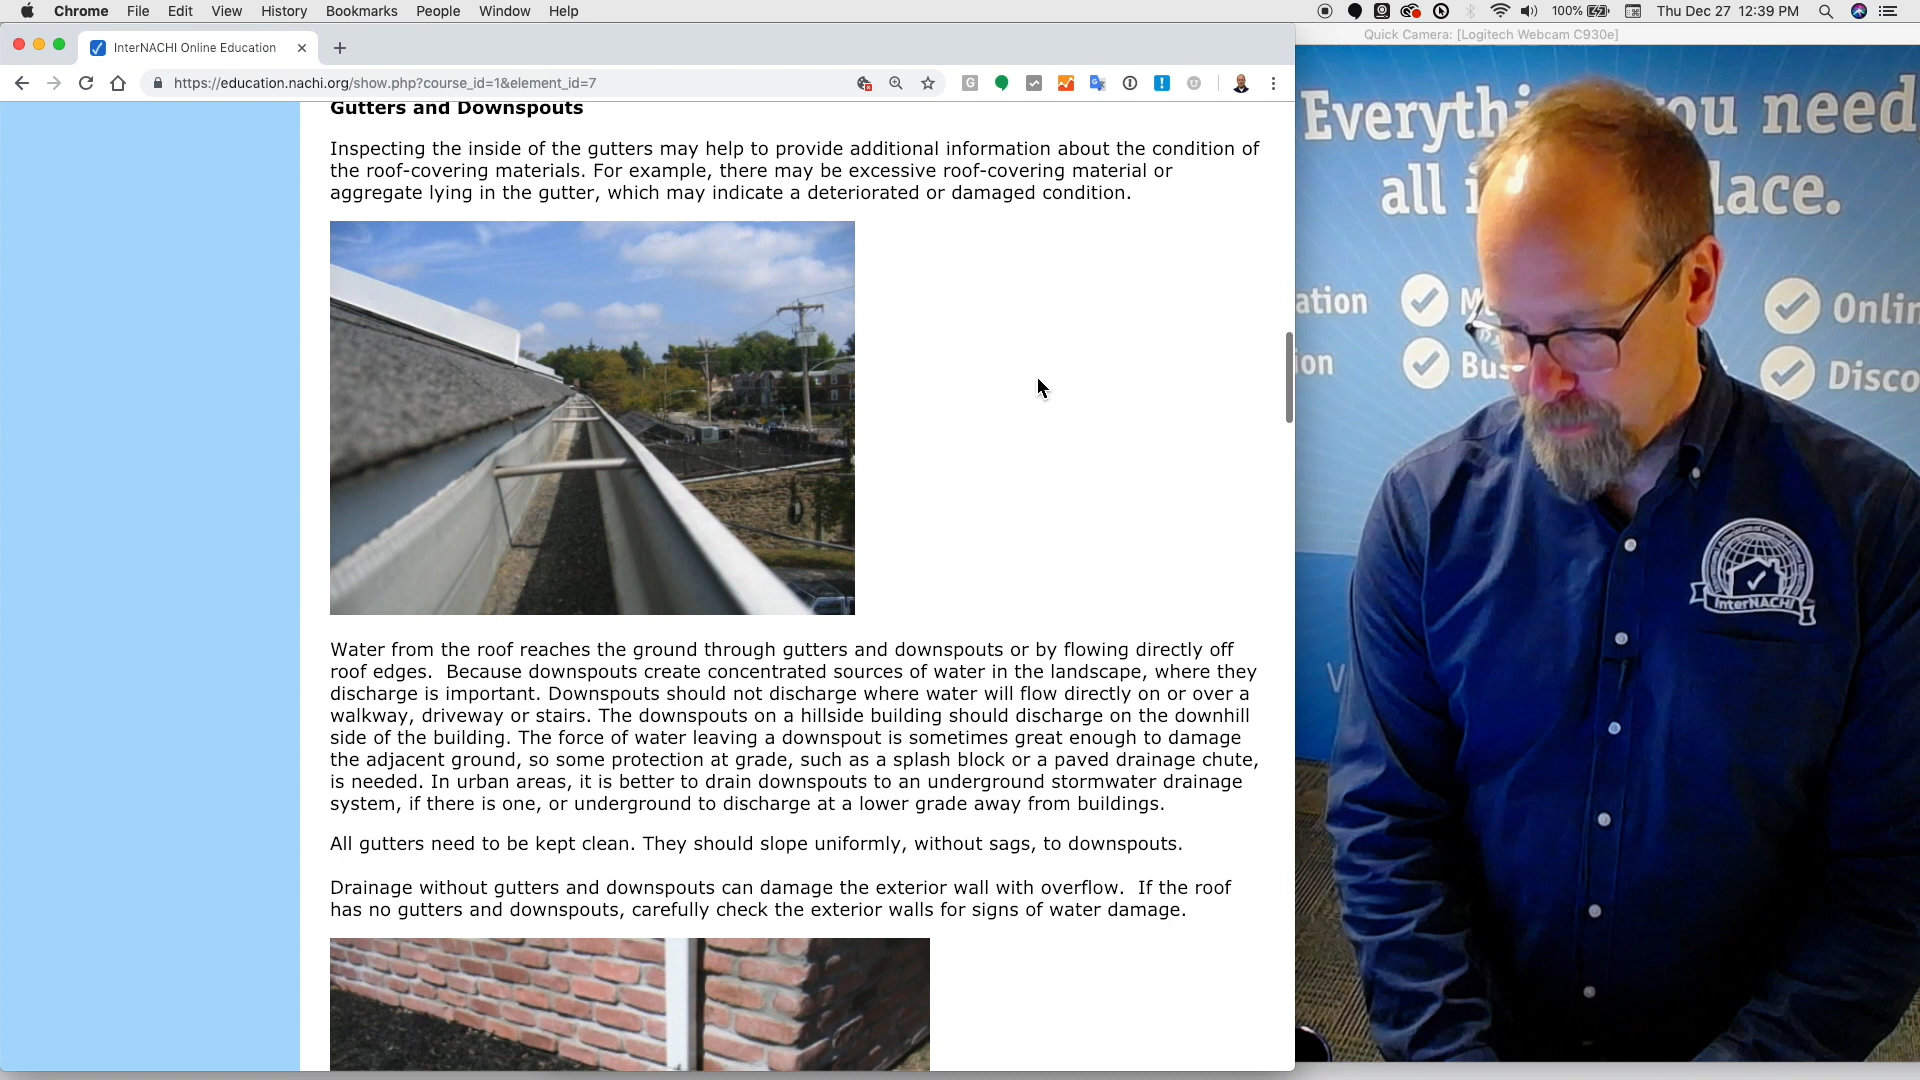 Chrome File Edit View History Bookmarks People Window Help
100% Thu Dec 27 12:39 PM
InterNACHI Online Education
Quick Camera: [Logitech Webcam C930e]
https://education.nachi.org/show.php?course_id=1&element_id=7
Gutters and Downspouts
Inspecting the inside of the gutters may help to provide additional information about the condition of
the roof-covering materials. For example, there may be excessive roof-covering material or
aggregate lying in the gutter, which may indicate a deteriorated or damaged condition.
Water from the roof reaches the ground through gutters and downspouts or by flowing directly off
roof edges.  Because downspouts create concentrated sources of water in the landscape, where they
discharge is important. Downspouts should not discharge where water will flow directly on or over a
walkway, driveway or stairs. The downspouts on a hillside building should discharge on the downhill
side of the building. The force of water leaving a downspout is sometimes great enough to damage
the adjacent ground, so some protection at grade, such as a splash block or a paved drainage chute,
is needed. In urban areas, it is better to drain downspouts to an underground stormwater drainage
system, if there is one, or underground to discharge at a lower grade away from buildings.
All gutters need to be kept clean. They should slope uniformly, without sags, to downspouts.
Drainage without gutters and downspouts can damage the exterior wall with overflow.  If the roof
has no gutters and downspouts, carefully check the exterior walls for signs of water damage.
Everyth ou need
all i lace.
ation M Onlin
ion Bus Disco
InterNACHI